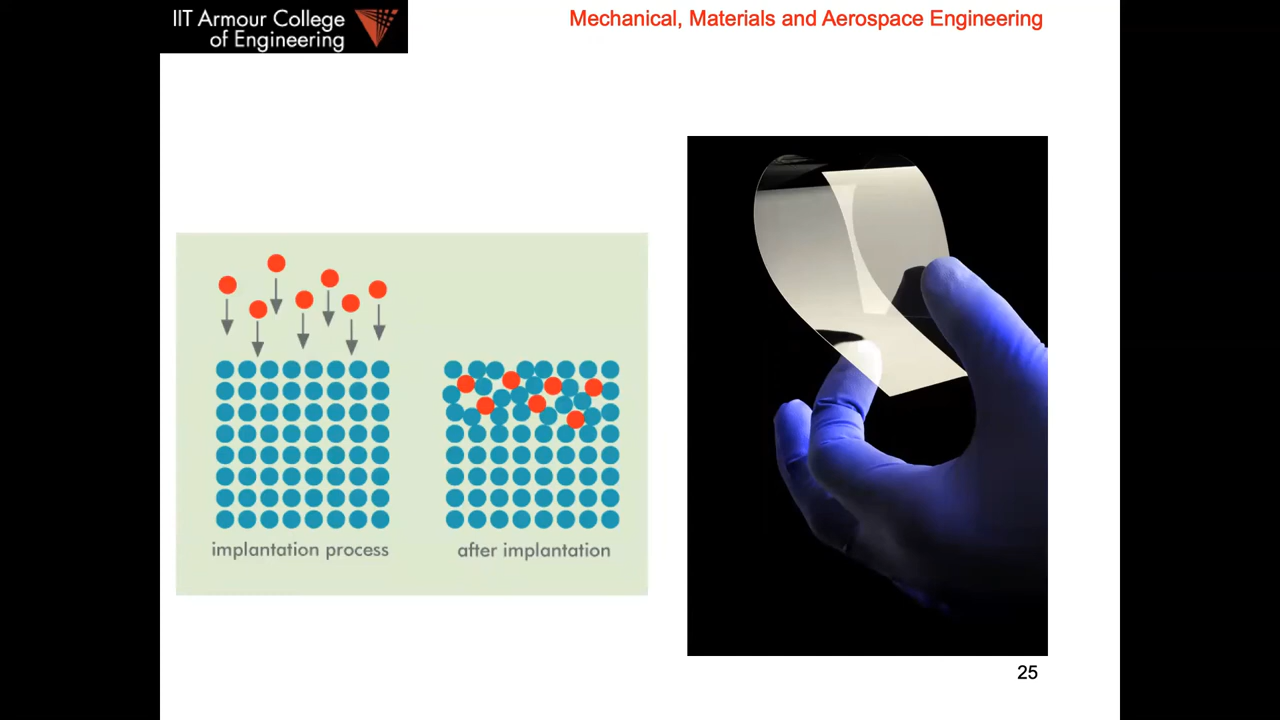 IIT Armour College
of Engineering
Mechanical, Materials and Aerospace Engineering
implantation process
after implantation
25